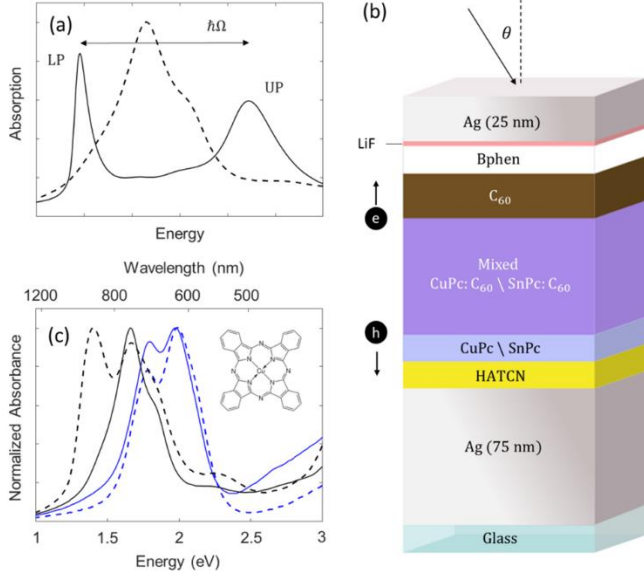 (a)
ℏΩ
LP
UP
Absorption
Energy
Wavelength (nm)
1200 800 600 500
(c)
Normalized Absorbance
1 1.5 2 2.5 3
Energy (eV)
(b)
θ
Ag (25 nm)
LiF
Bphen
C₆₀
e
Mixed
CuPc: C₆₀ \ SnPc: C₆₀
h
CuPc \ SnPc
HATCN
Ag (75 nm)
Glass